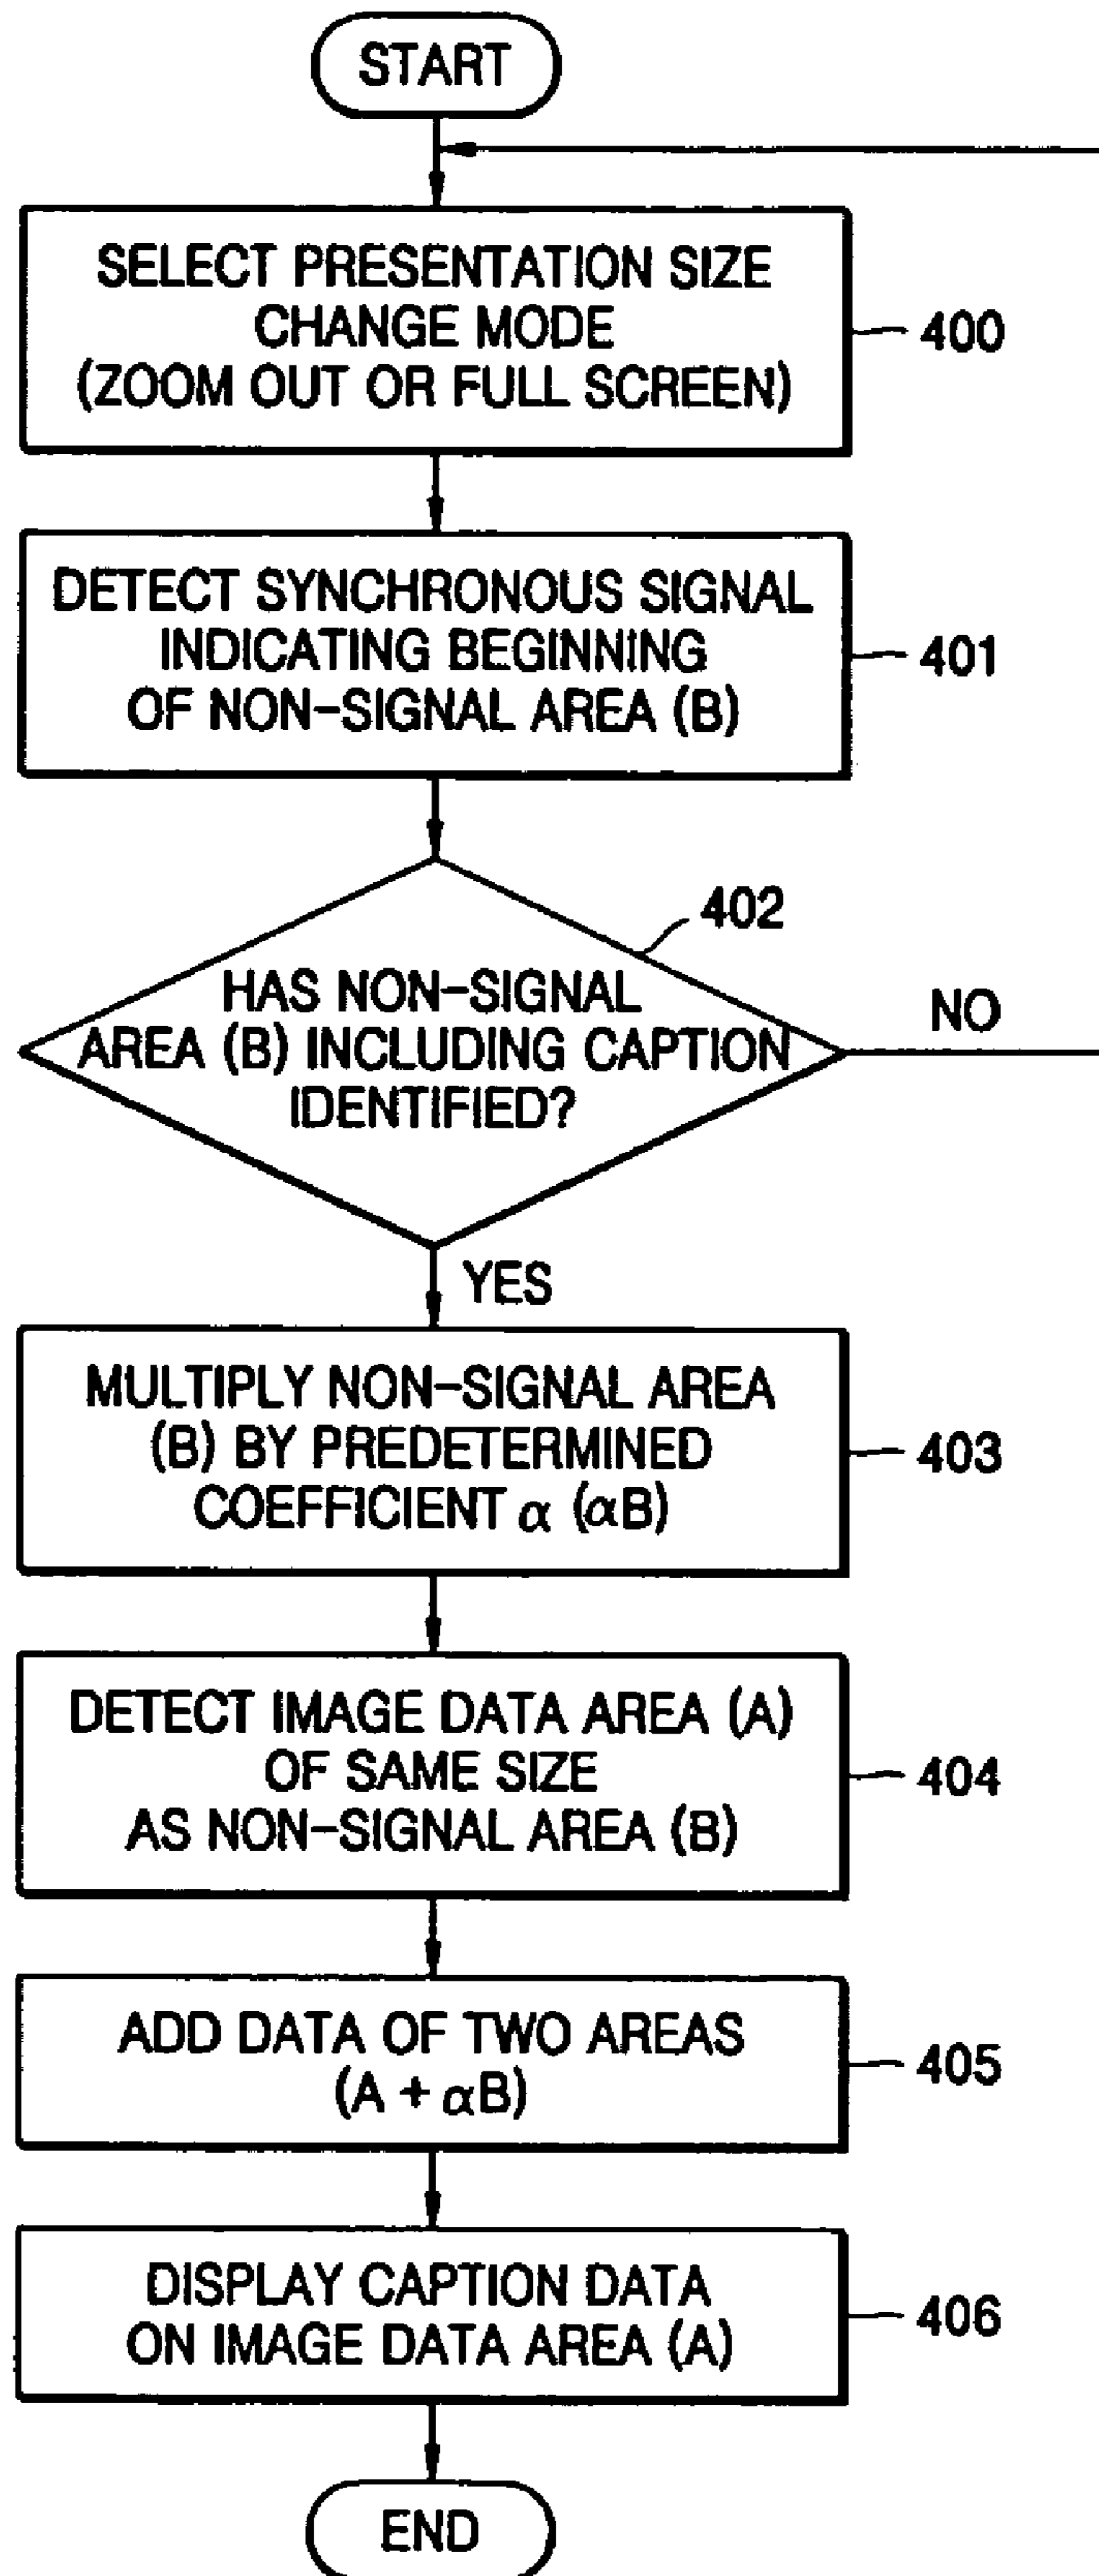 START
SELECT PRESENTATION SIZE
CHANGE MODE
(ZOOM OUT OR FULL SCREEN)
400
DETECT SYNCHRONOUS SIGNAL
INDICATING BEGINNING
OF NON-SIGNAL AREA (B)
401
402
HAS NON-SIGNAL
AREA (B) INCLUDING CAPTION
IDENTIFIED?
NO
YES
MULTIPLY NON-SIGNAL AREA
(B) BY PREDETERMINED
COEFFICIENT α (αB)
403
DETECT IMAGE DATA AREA (A)
OF SAME SIZE
AS NON-SIGNAL AREA (B)
404
ADD DATA OF TWO AREAS
(A + αB)
405
DISPLAY CAPTION DATA
ON IMAGE DATA AREA (A)
406
END